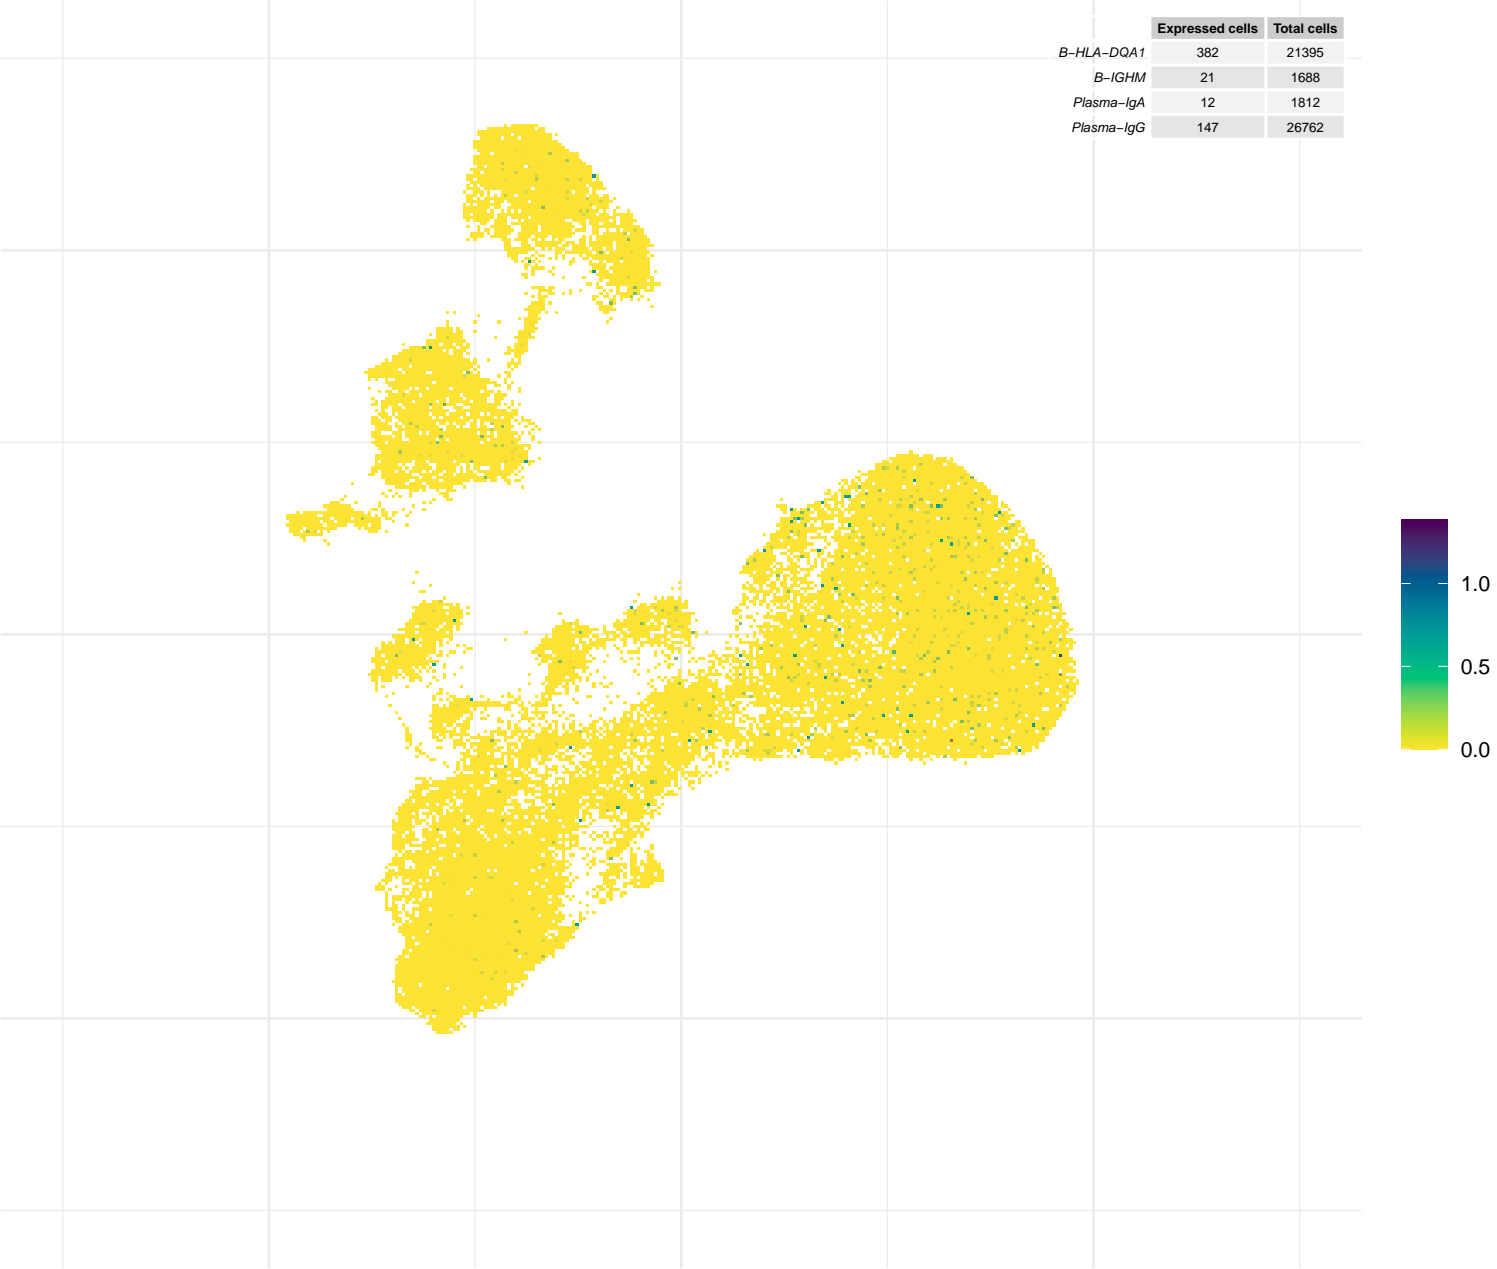 Expressed cells Total cells
B−HLA−DQA1 382 21395
B−IGHM 21 1688
Plasma−IgA 12 1812
Plasma−IgG 147 26762
1.0
0.5
0.0